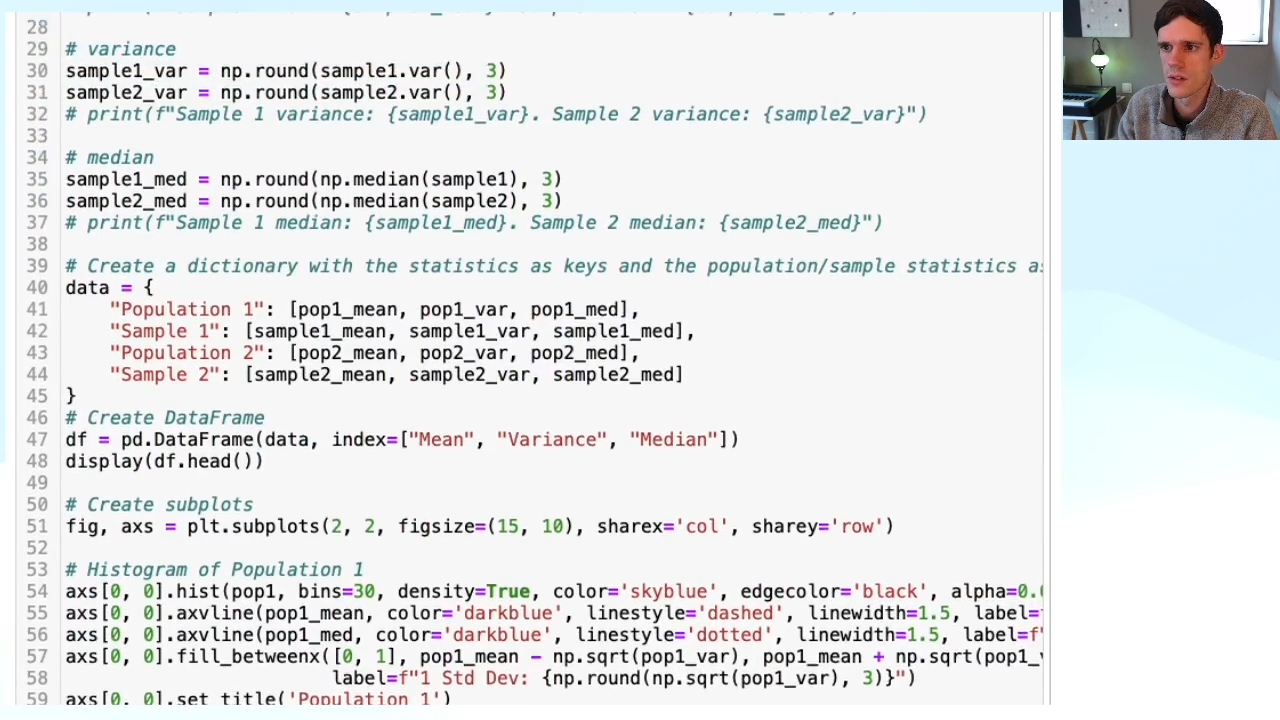 28
29 # variance
30 sample1_var = np.round(sample1.var(), 3)
31 sample2_var = np.round(sample2.var(), 3)
32 # print(f"Sample 1 variance: {sample1_var}. Sample 2 variance: {sample2_var}")
33
34 # median
35 sample1_med = np.round(np.median(sample1), 3)
36 sample2_med = np.round(np.median(sample2), 3)
37 # print(f"Sample 1 median: {sample1_med}. Sample 2 median: {sample2_med}")
38
39 # Create a dictionary with the statistics as keys and the population/sample statistics as
40 data = {
41     "Population 1": [pop1_mean, pop1_var, pop1_med],
42     "Sample 1": [sample1_mean, sample1_var, sample1_med],
43     "Population 2": [pop2_mean, pop2_var, pop2_med],
44     "Sample 2": [sample2_mean, sample2_var, sample2_med]
45 }
46 # Create DataFrame
47 df = pd.DataFrame(data, index=["Mean", "Variance", "Median"])
48 display(df.head())
49
50 # Create subplots
51 fig, axs = plt.subplots(2, 2, figsize=(15, 10), sharex='col', sharey='row')
52
53 # Histogram of Population 1
54 axs[0, 0].hist(pop1, bins=30, density=True, color='skyblue', edgecolor='black', alpha=0.
55 axs[0, 0].axvline(pop1_mean, color='darkblue', linestyle='dashed', linewidth=1.5, label=
56 axs[0, 0].axvline(pop1_med, color='darkblue', linestyle='dotted', linewidth=1.5, label=f"
57 axs[0, 0].fill_betweenx([0, 1], pop1_mean - np.sqrt(pop1_var), pop1_mean + np.sqrt(pop1_v
58                         label=f"1 Std Dev: {np.round(np.sqrt(pop1_var), 3)}")
59 axs[0, 0].set_title('Population 1')